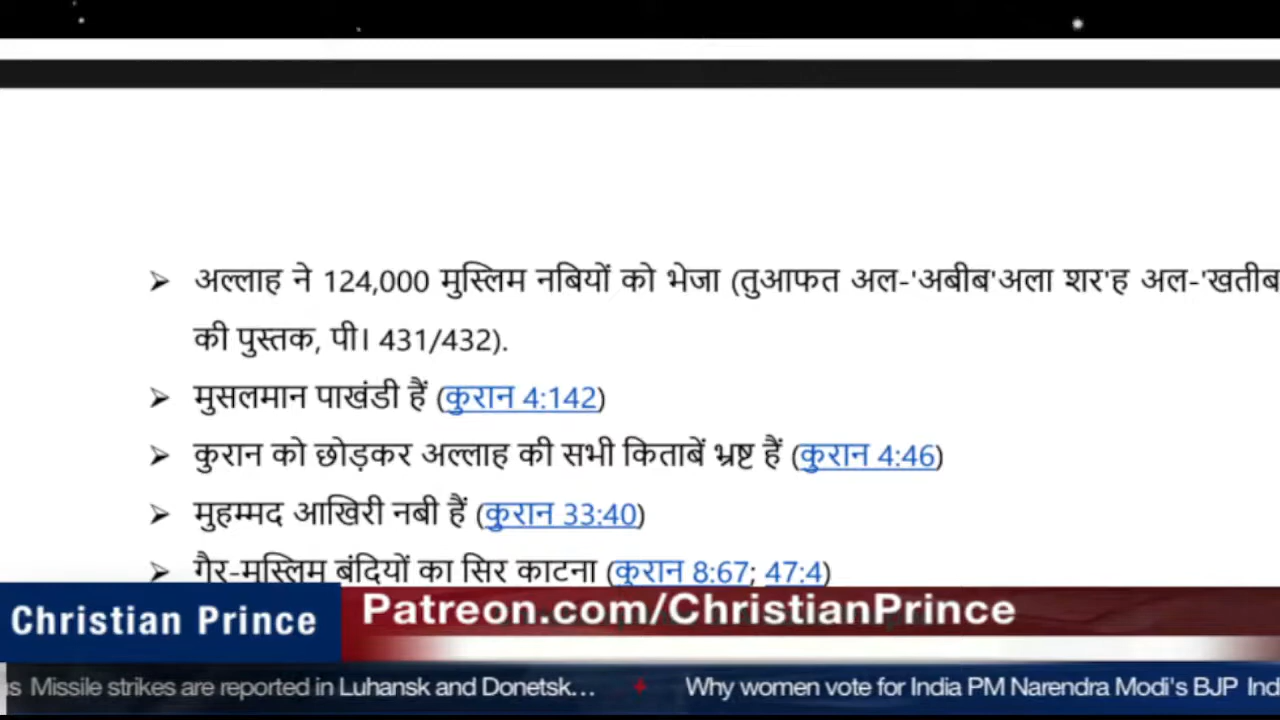 ➢ अल्लाह ने 124,000 मुस्लिम नबियों को भेजा (तुआफत अल-'अबीब'अला शर'ह अल-'खतीब
की पुस्तक, पी। 431/432).
➢ मुसलमान पाखंडी हैं (कुरान 4:142)
➢ कुरान को छोड़कर अल्लाह की सभी किताबें भ्रष्ट हैं (कुरान 4:46)
➢ मुहम्मद आखिरी नबी हैं (कुरान 33:40)
➢ गैर-मुस्लिम बंदियों का सिर काटना (कुरान 8:67; 47:4)
Christian Prince
Patreon.com/ChristianPrince
Missile strikes are reported in Luhansk and Donetsk... Why women vote for India PM Narendra Modi's BJP